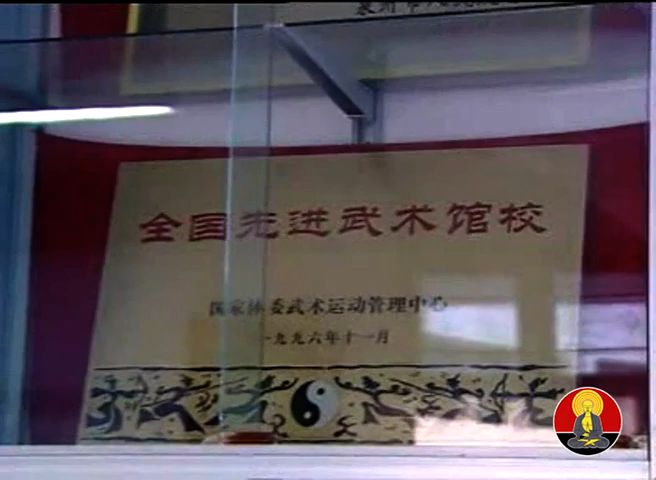 全国先进武术馆校
国家体委武术运动管理中心
一九九六年十一月